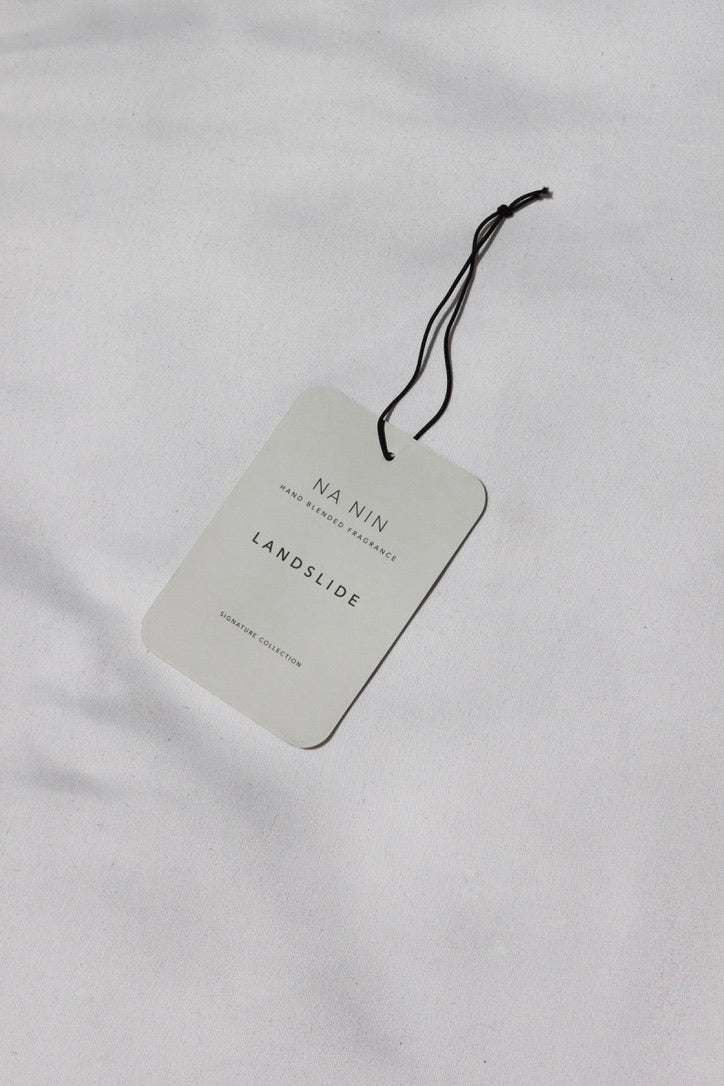 NA NIN
HAND BLENDED FRAGRANCE
LANDSLIDE
SIGNATURE COLLECTION